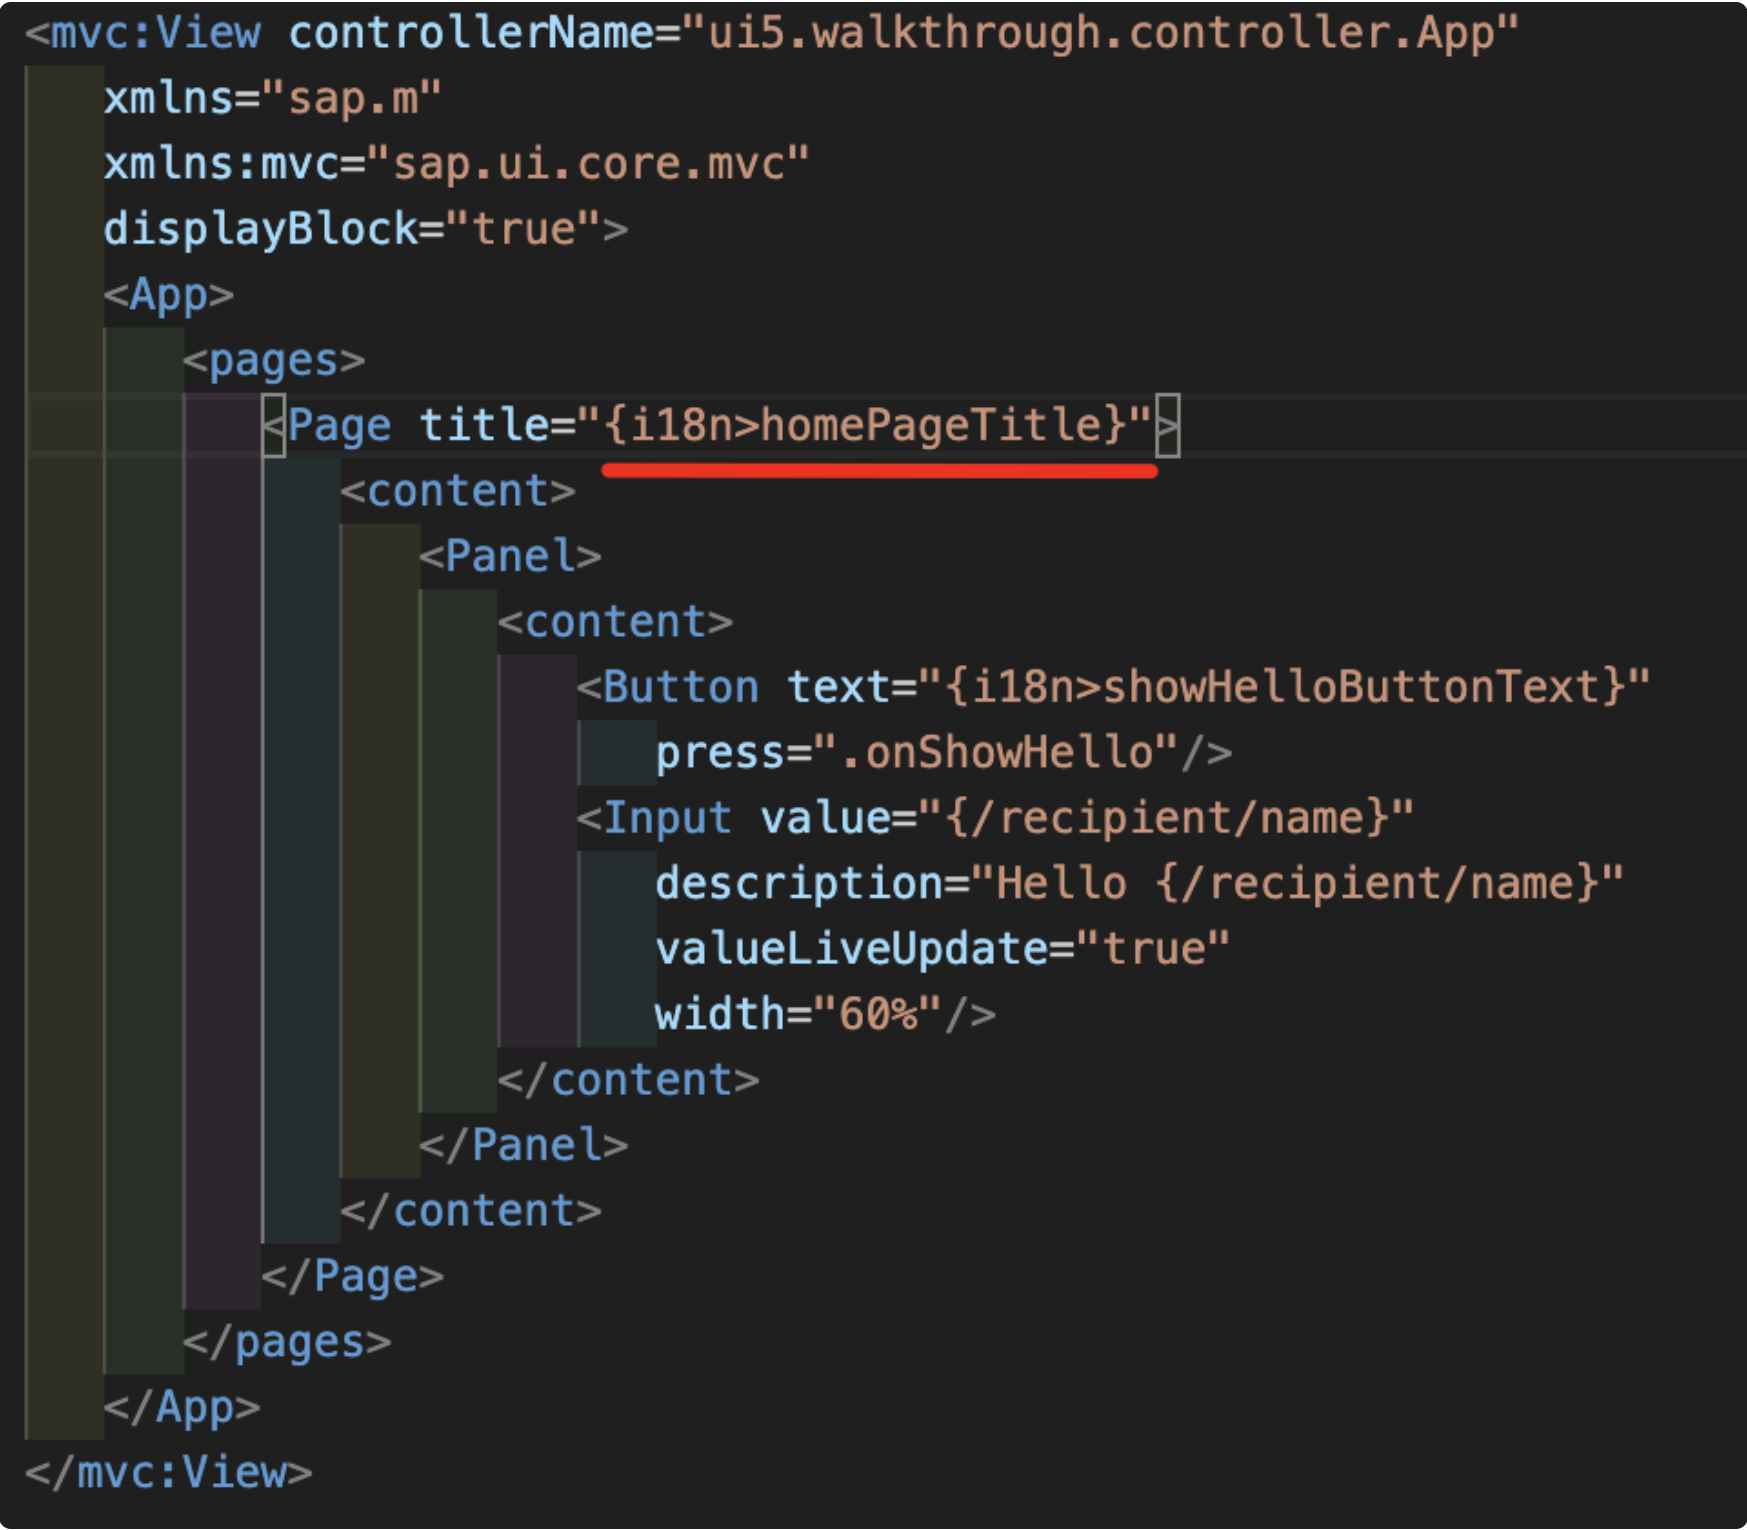 <mvc:View controllerName="ui5.walkthrough.controller.App"
xmlns="sap.m"
xmlns:mvc="sap.ui.core.mvc"
displayBlock="true">
<App>
<pages>
<Page title="{i18n>homePageTitle}">
<content>
<Panel>
<content>
<Button text="{i18n>showHelloButtonText}"
press=".onShowHello"/>
<Input value="{/recipient/name}"
description="Hello {/recipient/name}"
valueLiveUpdate="true"
width="60%"/>
</content>
</Panel>
</content>
</Page>
</pages>
</App>
</mvc:View>